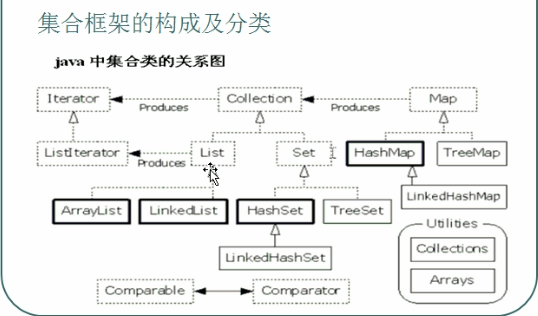 集合框架的构成及分类
java 中集合类的关系图
Iterator
Produces
Collection
Produces
Map
ListIterator
Produces
List
Set
HashMap
TreeMap
LinkedHashMap
ArrayList
LinkedList
HashSet
TreeSet
Utilities
Collections
LinkedHashSet
Arrays
Comparable
Comparator